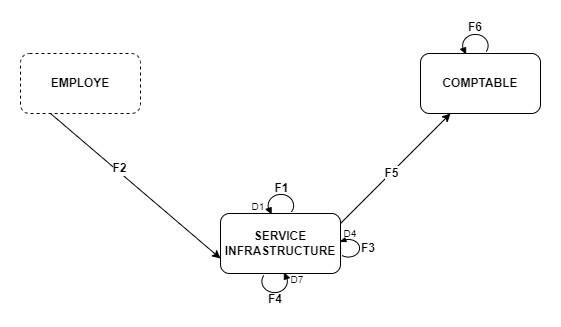 F6
EMPLOYE
COMPTABLE
F2
F5
F1
D1
SERVICE
INFRASTRUCTURE
D4
F3
D7
F4